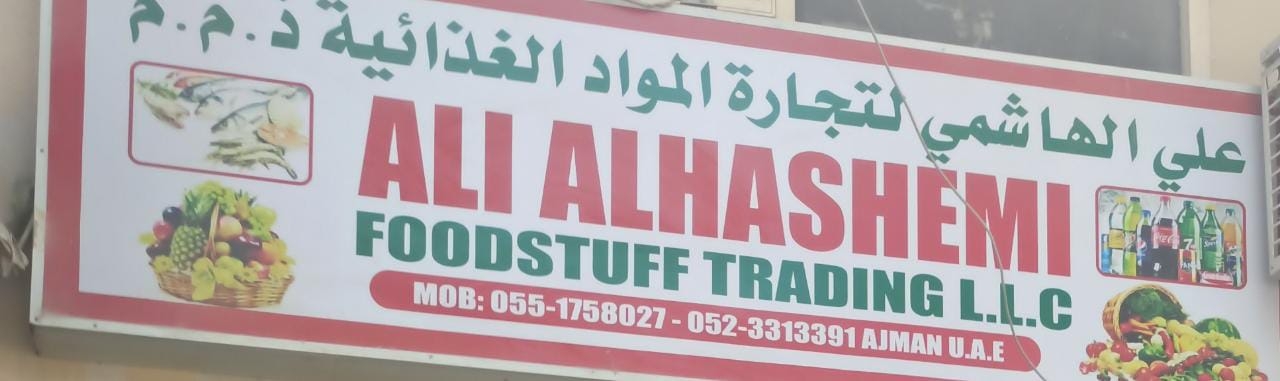 علي الهاشمي لتجارة المواد الغذائية ذ.م.م
ALI ALHASHEMI
FOODSTUFF TRADING L.L.C
MOB: 055-1758027 - 052-3313391 AJMAN U.A.E